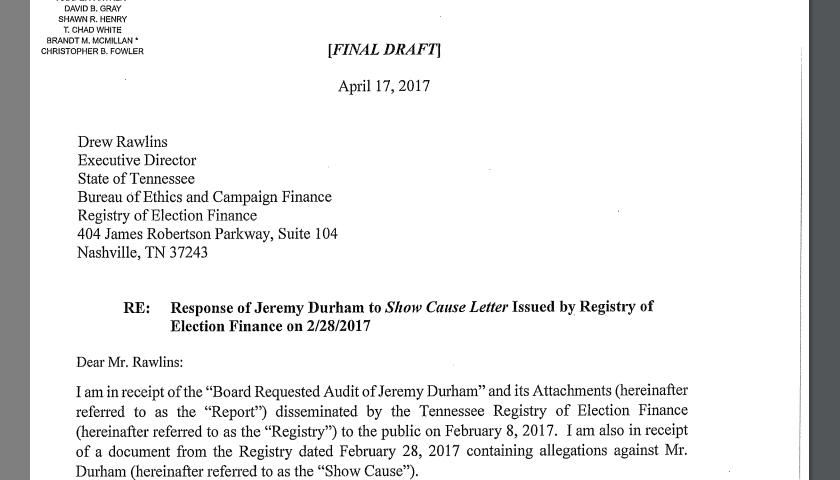 DAVID B. GRAY
SHAWN R. HENRY
T. CHAD WHITE
BRANDT M. MCMILLAN *
CHRISTOPHER B. FOWLER
[FINAL DRAFT]
April 17, 2017
Drew Rawlins
Executive Director
State of Tennessee
Bureau of Ethics and Campaign Finance
Registry of Election Finance
404 James Robertson Parkway, Suite 104
Nashville, TN 37243
RE: Response of Jeremy Durham to Show Cause Letter Issued by Registry of
Election Finance on 2/28/2017
Dear Mr. Rawlins:
I am in receipt of the “Board Requested Audit of Jeremy Durham” and its Attachments (hereinafter
referred to as the “Report”) disseminated by the Tennessee Registry of Election Finance
(hereinafter referred to as the “Registry”) to the public on February 8, 2017. I am also in receipt
of a document from the Registry dated February 28, 2017 containing allegations against Mr.
Durham (hereinafter referred to as the “Show Cause”).